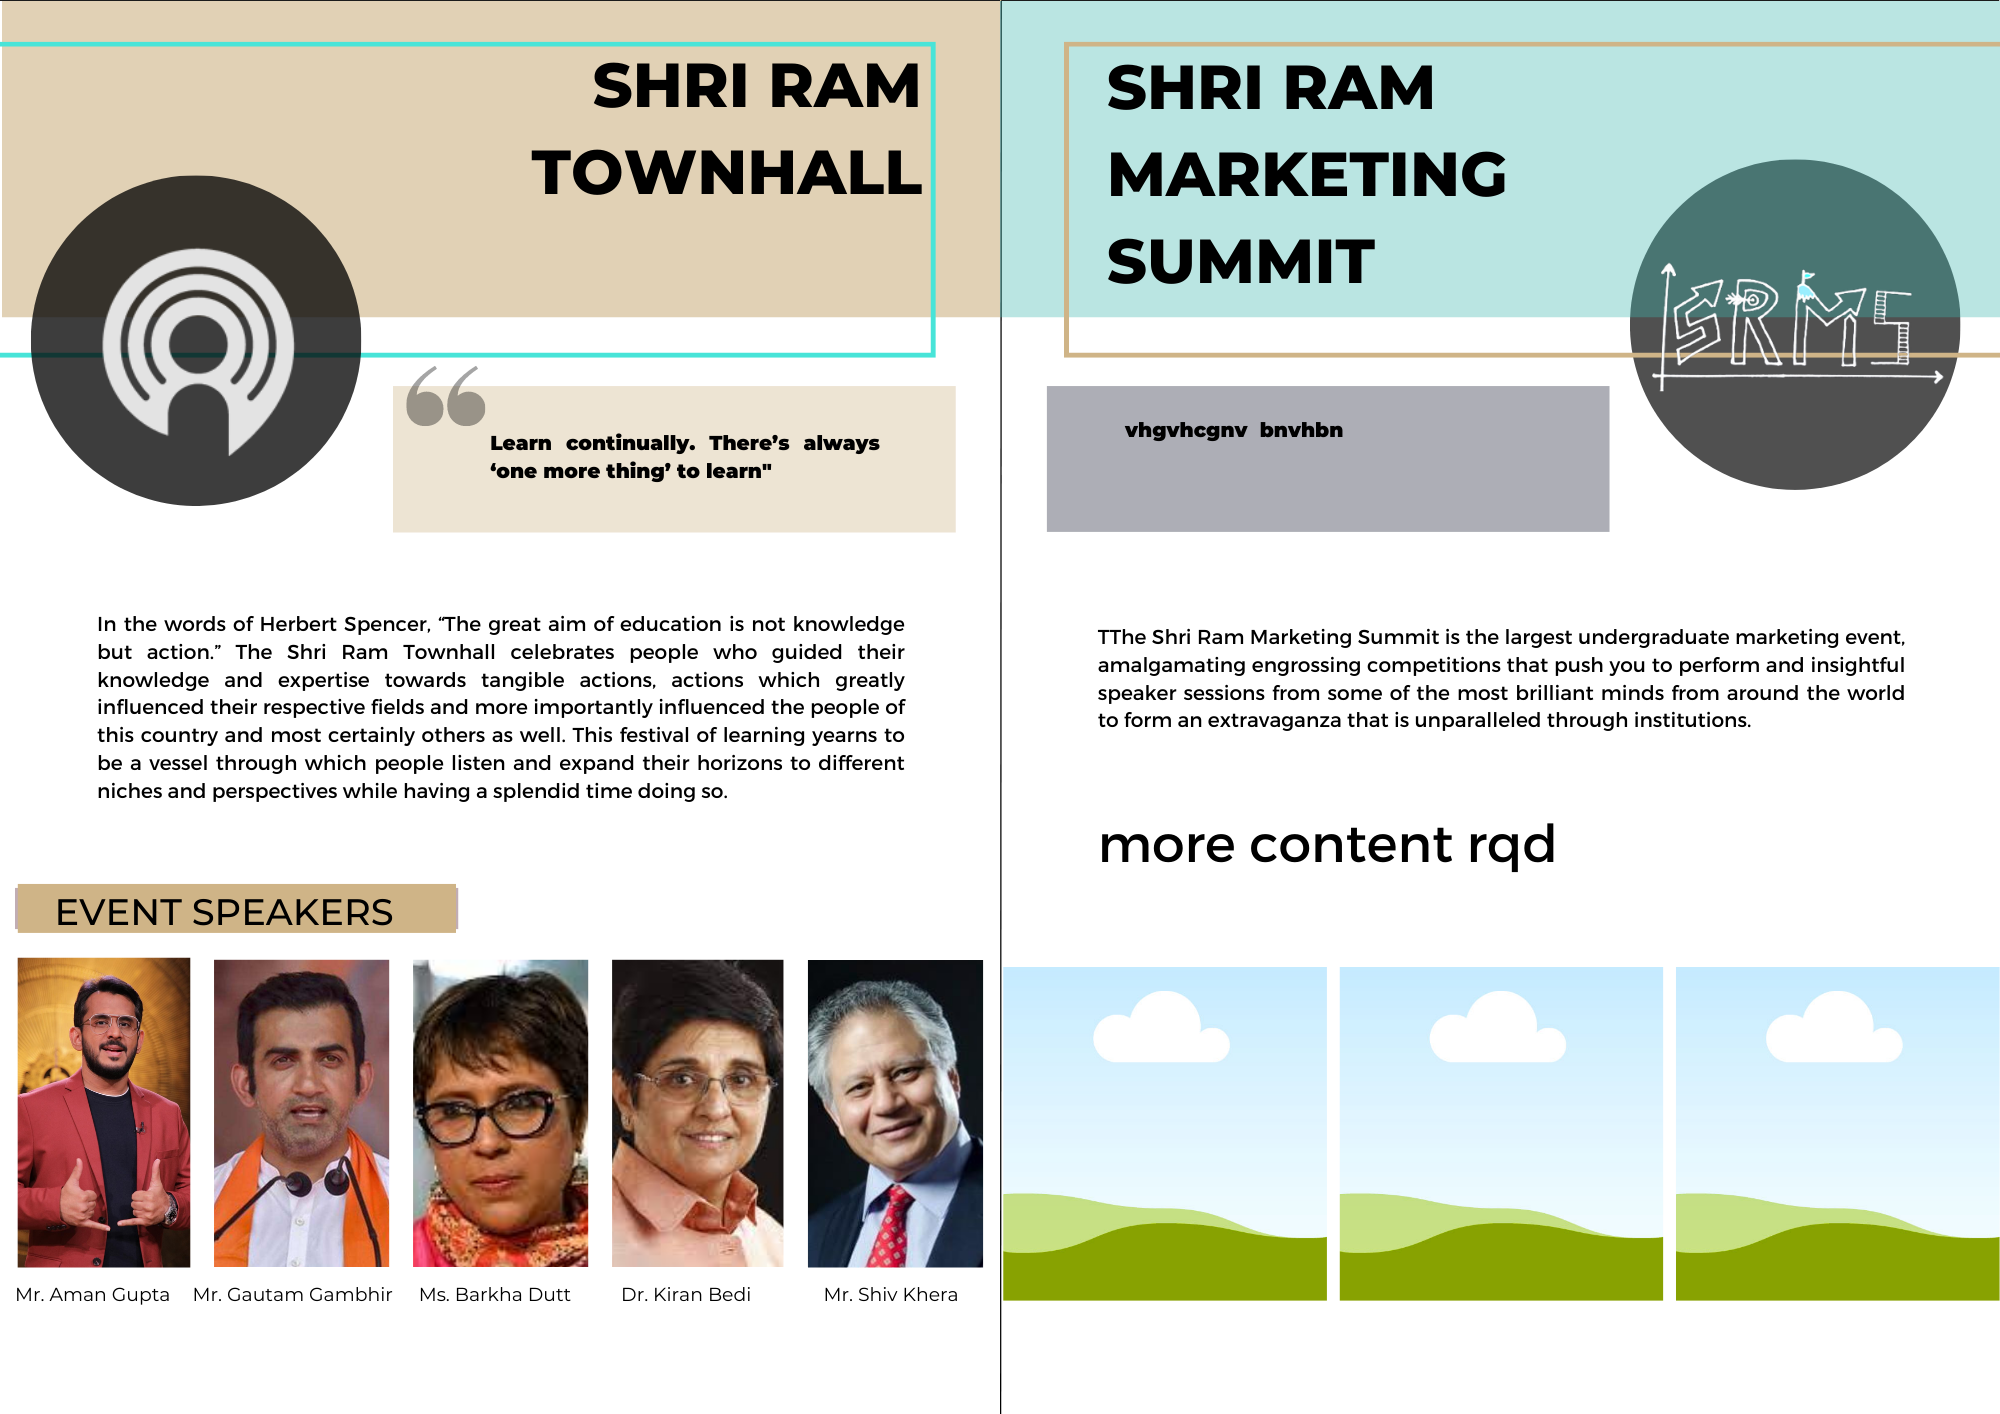 SHRI RAM
TOWNHALL
“
Learn continually. There’s always
‘one more thing’ to learn"
In the words of Herbert Spencer, “The great aim of education is not knowledge
but action.” The Shri Ram Townhall celebrates people who guided their
knowledge and expertise towards tangible actions, actions which greatly
influenced their respective fields and more importantly influenced the people of
this country and most certainly others as well. This festival of learning yearns to
be a vessel through which people listen and expand their horizons to different
niches and perspectives while having a splendid time doing so.
EVENT SPEAKERS
Mr. Aman Gupta
Mr. Gautam Gambhir
Ms. Barkha Dutt
Dr. Kiran Bedi
Mr. Shiv Khera
SHRI RAM
MARKETING
SUMMIT
SRMS
vhgvhcgnv bnvhbn
TThe Shri Ram Marketing Summit is the largest undergraduate marketing event,
amalgamating engrossing competitions that push you to perform and insightful
speaker sessions from some of the most brilliant minds from around the world
to form an extravaganza that is unparalleled through institutions.
more content rqd